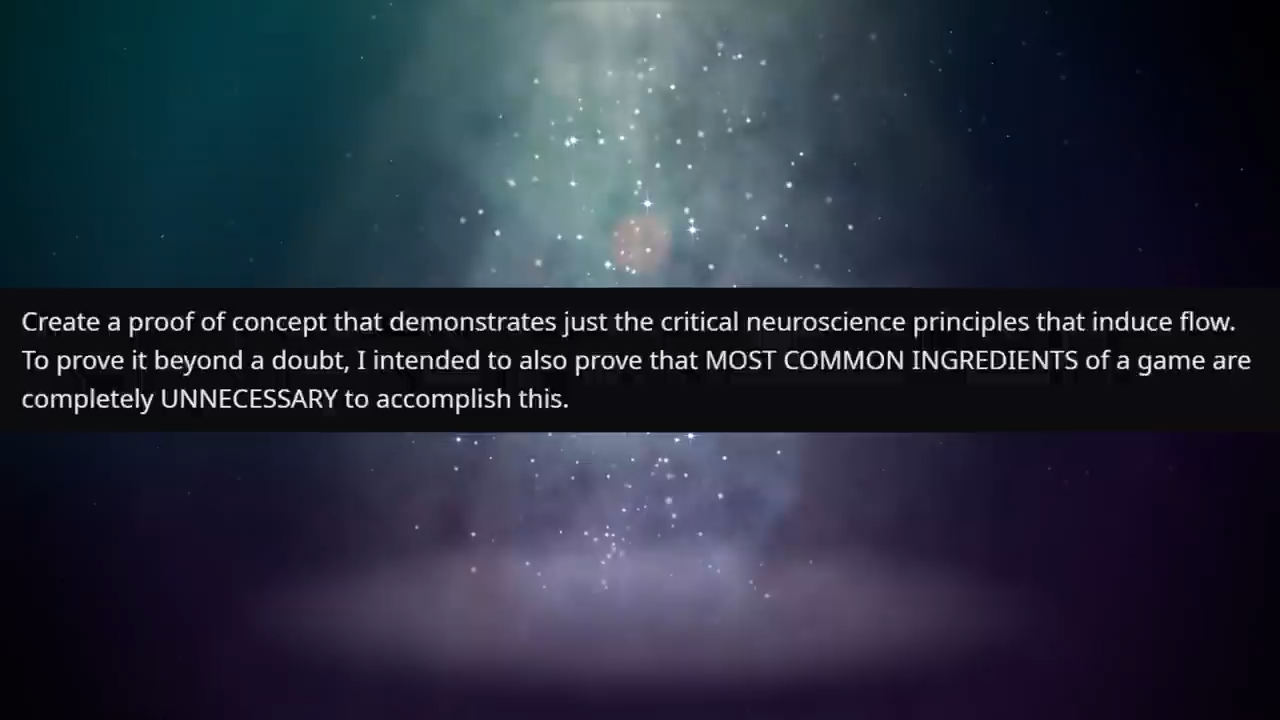 Create a proof of concept that demonstrates just the critical neuroscience principles that induce flow.
To prove it beyond a doubt, I intended to also prove that MOST COMMON INGREDIENTS of a game are
completely UNNECESSARY to accomplish this.